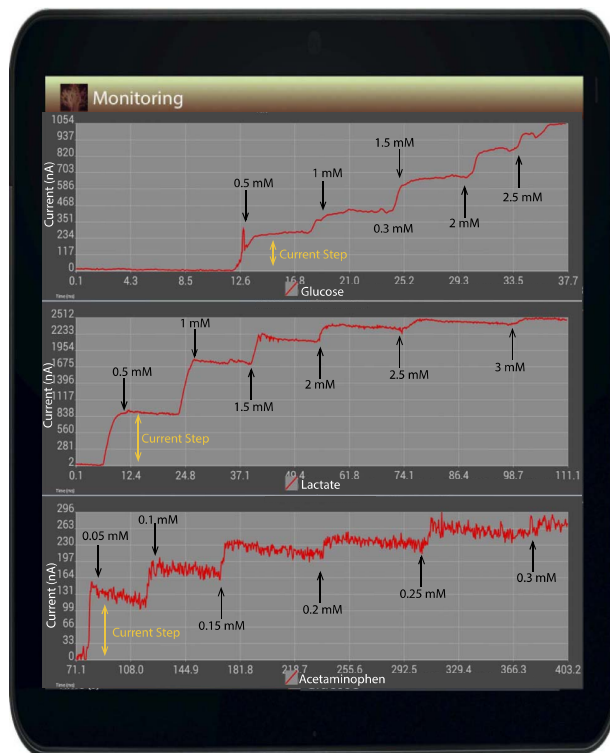 Monitoring
Current (nA)
1054
937
820
703
586
468
351
234
117
0
0.5 mM
1 mM
1.5 mM
0.3 mM
2 mM
2.5 mM
Current Step
0.1 4.3 8.5 12.6 16.8 21.0 25.2 29.3 33.5 37.7
Time (ms)
Glucose
Current (nA)
2512
2233
1954
1675
1396
1117
838
560
281
2
0.5 mM
1 mM
1.5 mM
2 mM
2.5 mM
3 mM
Current Step
0.1 12.4 24.8 37.1 49.4 61.8 74.1 86.4 98.7 111.1
Time (ms)
Lactate
Current (nA)
296
263
230
197
164
131
99
66
33
0
0.05 mM
0.1 mM
0.15 mM
0.2 mM
0.25 mM
0.3 mM
Current Step
71.1 108.0 144.9 181.8 218.7 255.6 292.5 329.4 366.3 403.2
Time (ms)
Acetaminophen